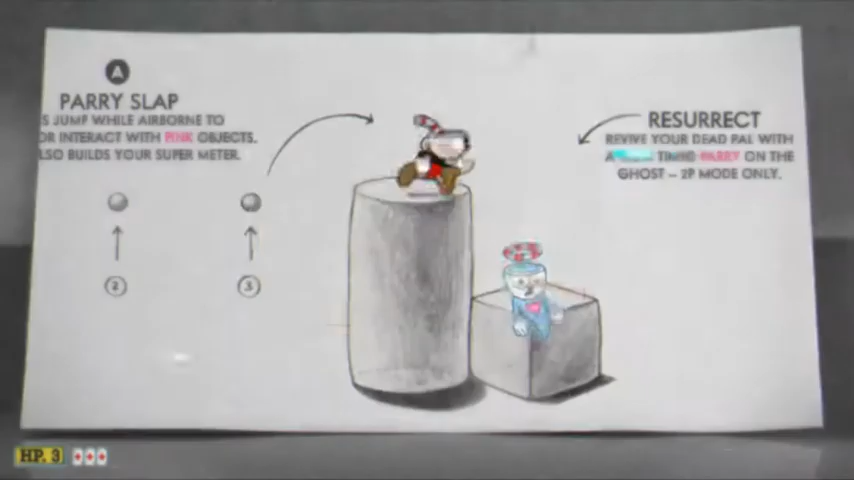 A
PARRY SLAP
S JUMP WHILE AIRBORNE TO
OR INTERACT WITH PINK OBJECTS.
LSO BUILDS YOUR SUPER METER.
2
3
RESURRECT
REVIVE YOUR DEAD PAL WITH
A TIMED PARRY ON THE
GHOST – 2P MODE ONLY.
HP. 3